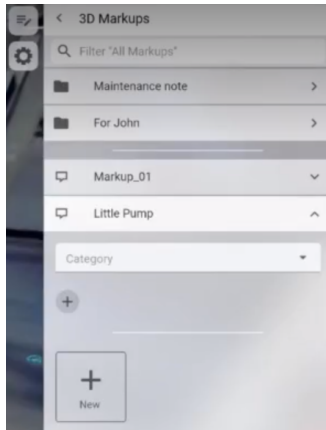 3D Markups
Filter "All Markups"
Maintenance note
For John
Markup_01
Little Pump
Category
New